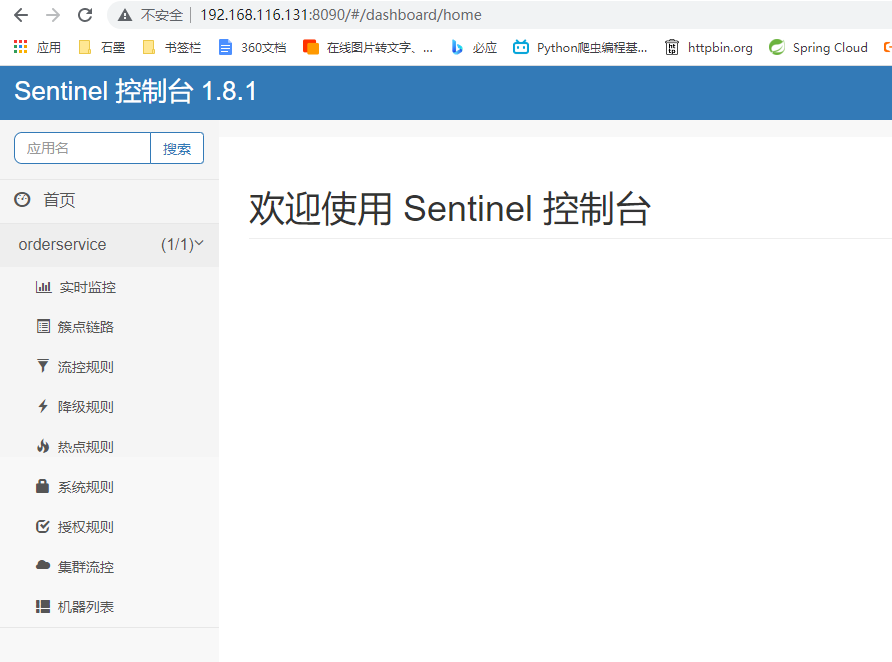 不安全 192.168.116.131:8090/#/dashboard/home
应用 石墨 书签栏 360文档 在线图片转文字、... 必应 Python爬虫编程基... httpbin.org Spring Cloud
Sentinel 控制台 1.8.1
应用名 搜索
首页
欢迎使用 Sentinel 控制台
orderservice (1/1)
实时监控
簇点链路
流控规则
降级规则
热点规则
系统规则
授权规则
集群流控
机器列表